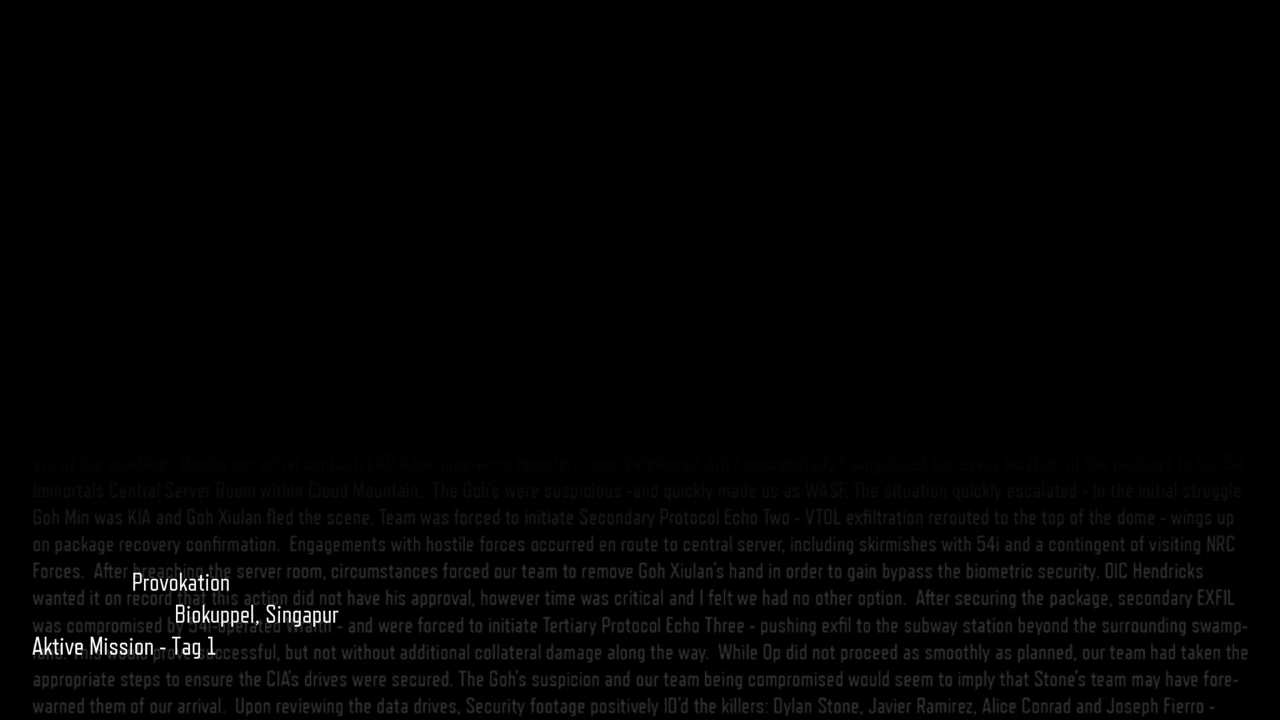 Immortals Central Server Room within Cloud Mountain. The Goh's were suspicious -and quickly made us as WASF. The situation quickly escalated - In the initial struggle
Goh Min was KIA and Goh Xiulan fled the scene. Team was forced to initiate Secondary Protocol Echo Two - VTOL exfiltration rerouted to the top of the dome - wings up
on package recovery confirmation. Engagements with hostile forces occurred en route to central server, including skirmishes with 54i and a contingent of visiting NRC
Forces. After breaching the server room, circumstances forced our team to remove Goh Xiulan's hand in order to gain bypass the biometric security. OIC Hendricks
Provokation
wanted it on record that this action did not have his approval, however time was critical and I felt we had no other option. After securing the package, secondary EXFIL
Biokuppel, Singapur
was compromised by 54i-operated - and were forced to initiate Tertiary Protocol Echo Three - pushing exfil to the subway station beyond the surrounding swamp-
Aktive Mission - Tag 1
successful, but not without additional collateral damage along the way. While Op did not proceed as smoothly as planned, our team had taken the
appropriate steps to ensure the CIA's drives were secured. The Goh's suspicion and our team being compromised would seem to imply that Stone's team may have fore-
warned them of our arrival. Upon reviewing the data drives, Security footage positively ID'd the killers: Dylan Stone, Javier Ramirez, Alice Conrad and Joseph Fierro -